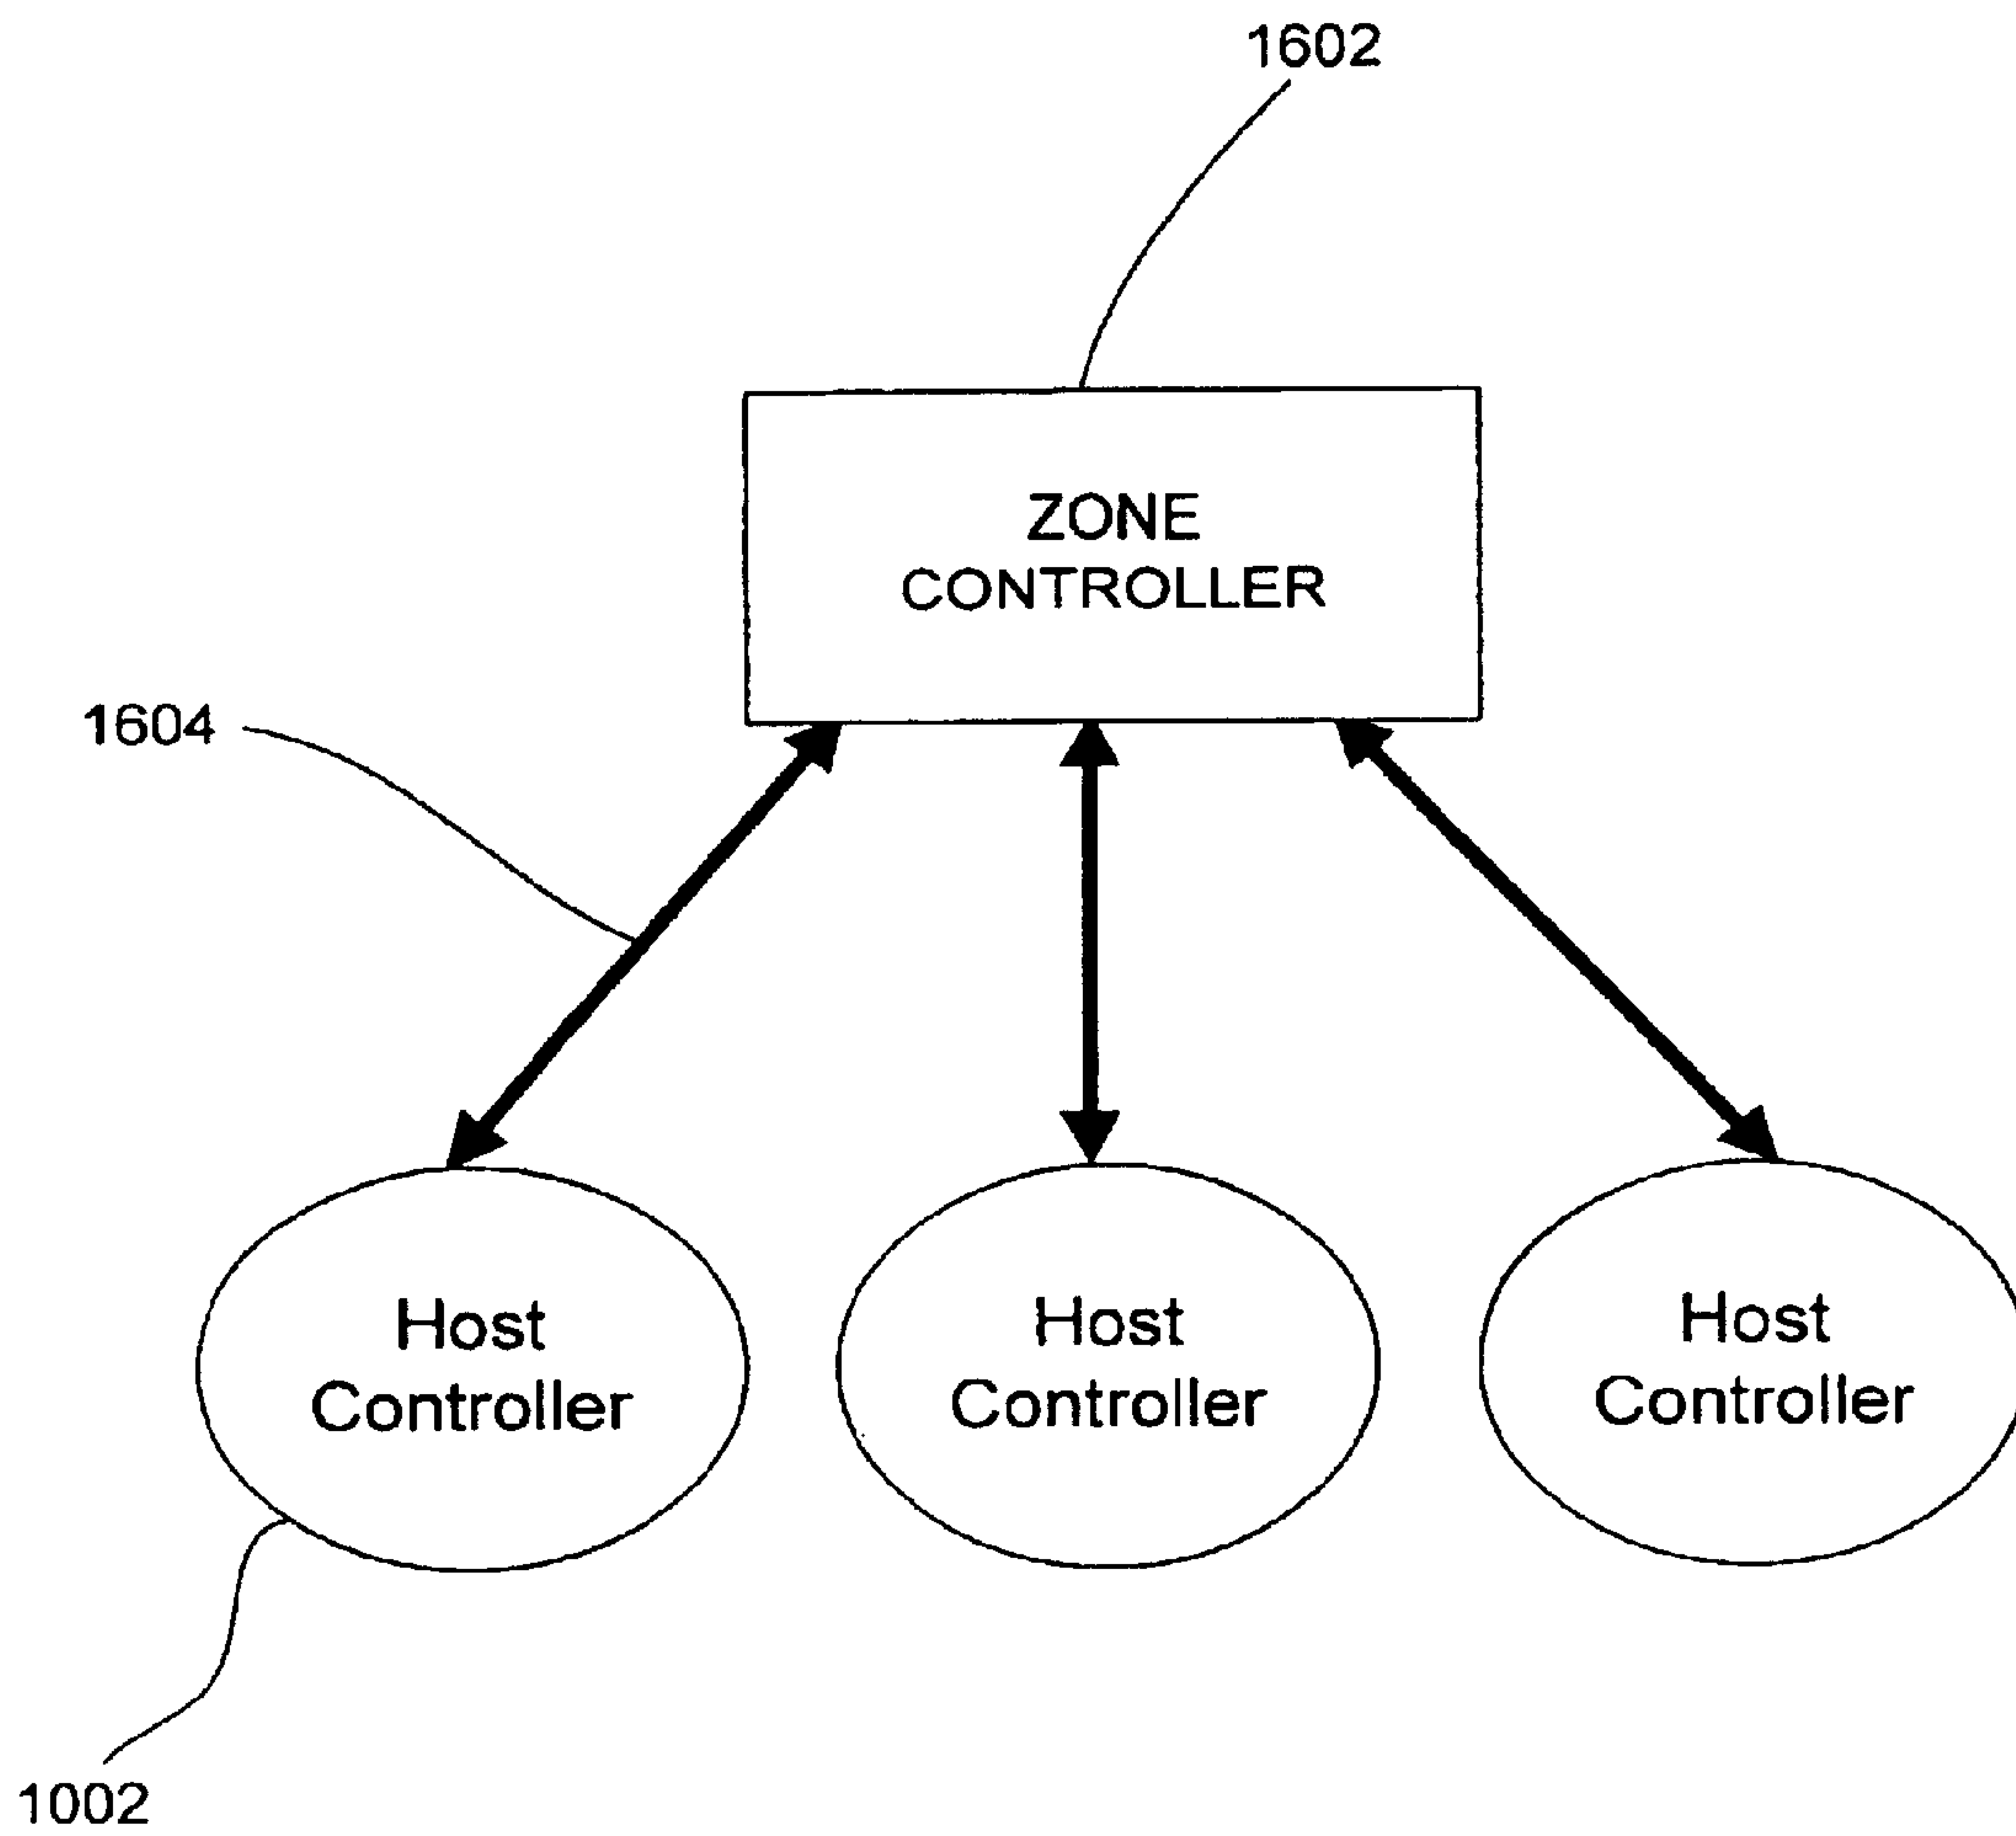 1602
ZONE
CONTROLLER
1604
Host
Controller
Host
Controller
Host
Controller
1002